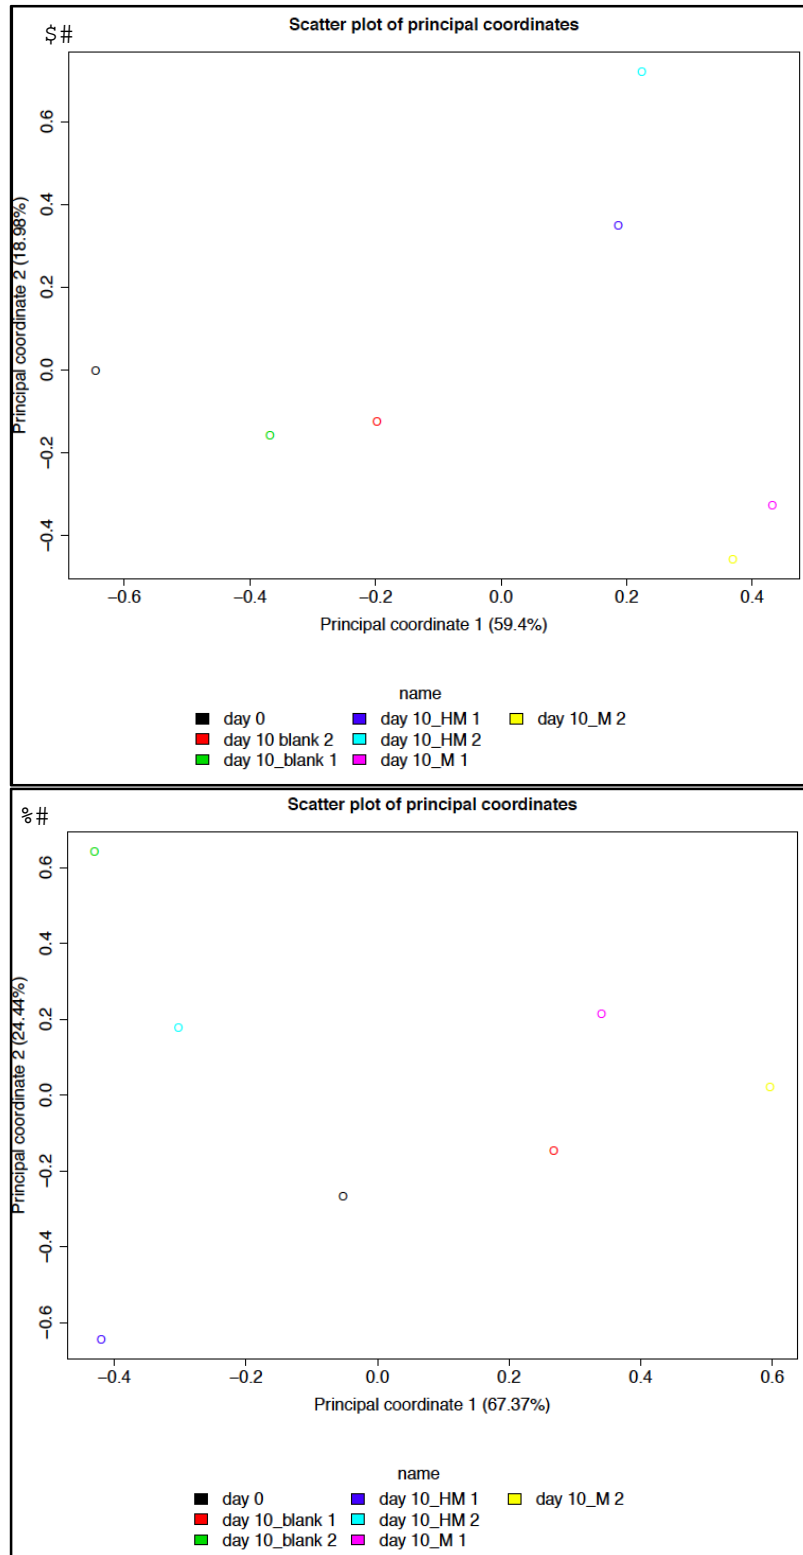 Scatter plot of principal coordinates
$#
Principal coordinate 2 (18.98%)
0.6
0.4
0.2
0.0
−0.2
−0.4
−0.6 −0.4 −0.2 0.0 0.2 0.4
Principal coordinate 1 (59.4%)
name
day 0 day 10_HM 1 day 10_M 2
day 10 blank 2 day 10_HM 2
day 10_blank 1 day 10_M 1
Scatter plot of principal coordinates
%#
Principal coordinate 2 (24.44%)
0.6
0.4
0.2
0.0
−0.2
−0.4
−0.6
−0.4 −0.2 0.0 0.2 0.4 0.6
Principal coordinate 1 (67.37%)
name
day 0 day 10_HM 1 day 10_M 2
day 10_blank 1 day 10_HM 2
day 10_blank 2 day 10_M 1